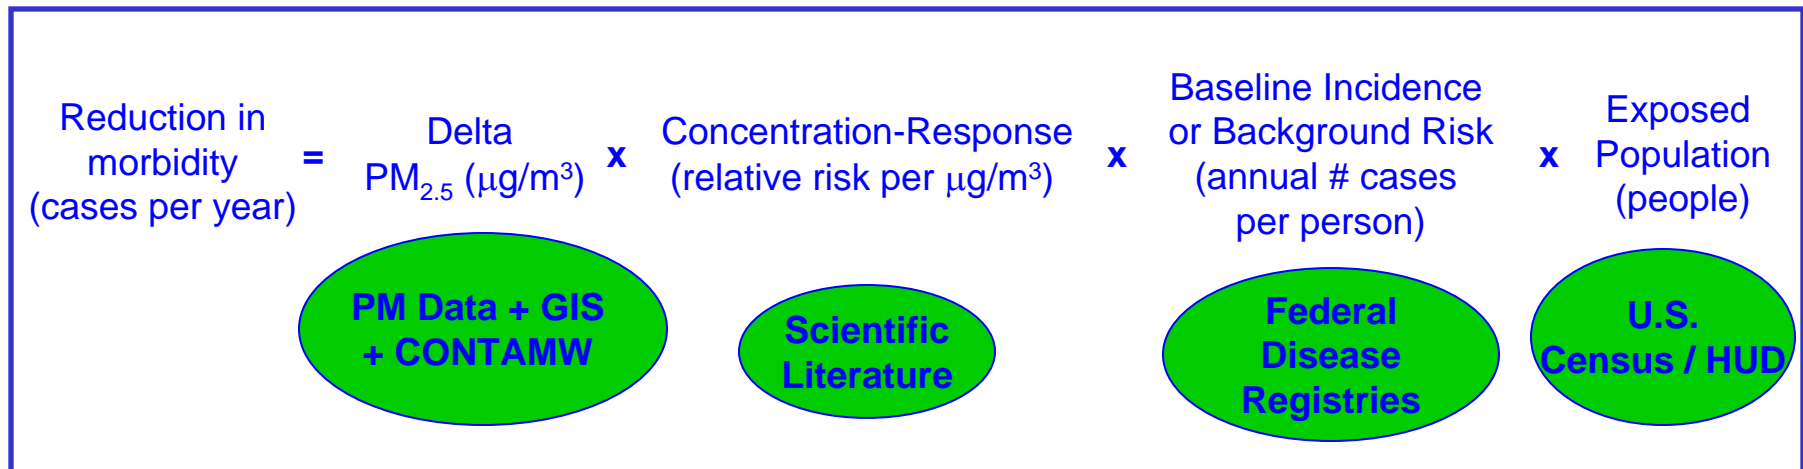 Reduction in
morbidity
(cases per year)
=
Delta
PM2.5 (μg/m³)
x
Concentration-Response
(relative risk per μg/m³)
x
Baseline Incidence
or Background Risk
(annual # cases
per person)
x
Exposed
Population
(people)
PM Data + GIS
+ CONTAMW
Scientific
Literature
Federal
Disease
Registries
U.S.
Census / HUD